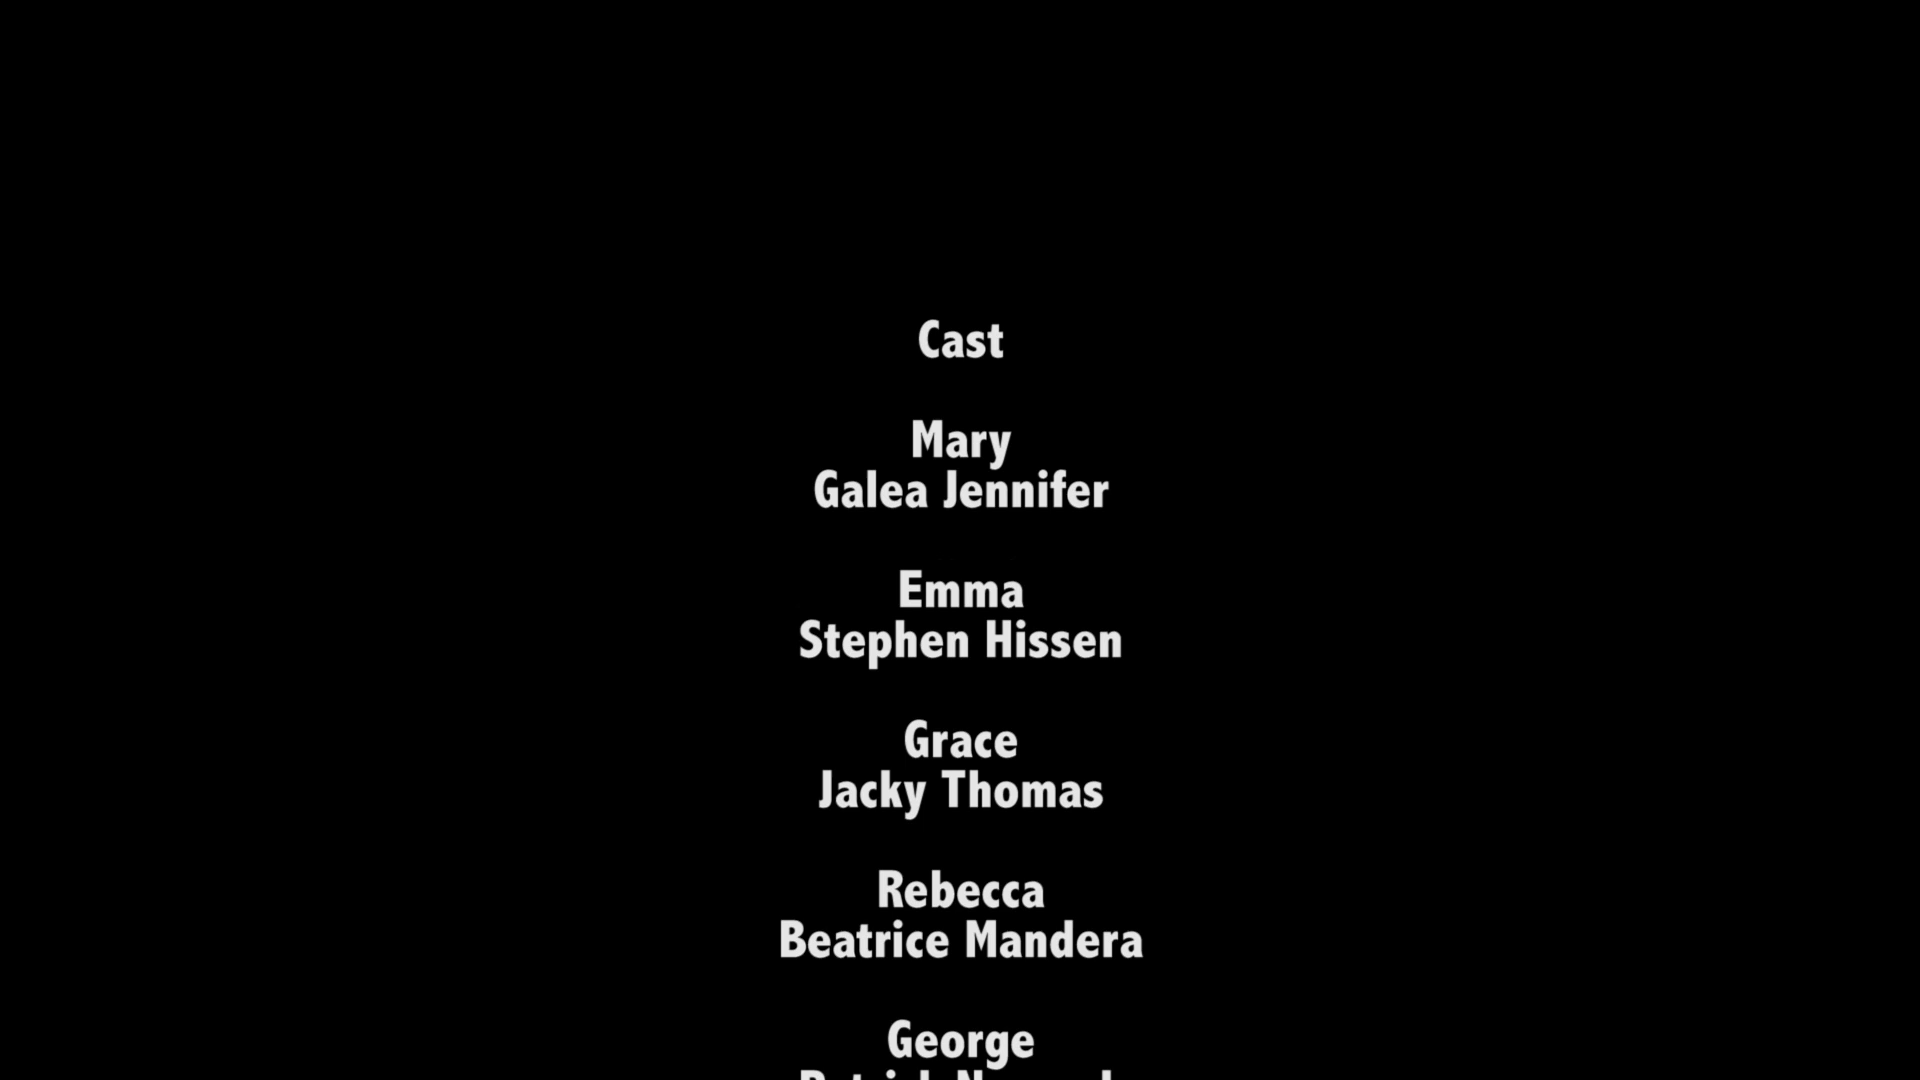 Cast
Mary
Galea Jennifer
Emma
Stephen Hissen
Grace
Jacky Thomas
Rebecca
Beatrice Mandera
George